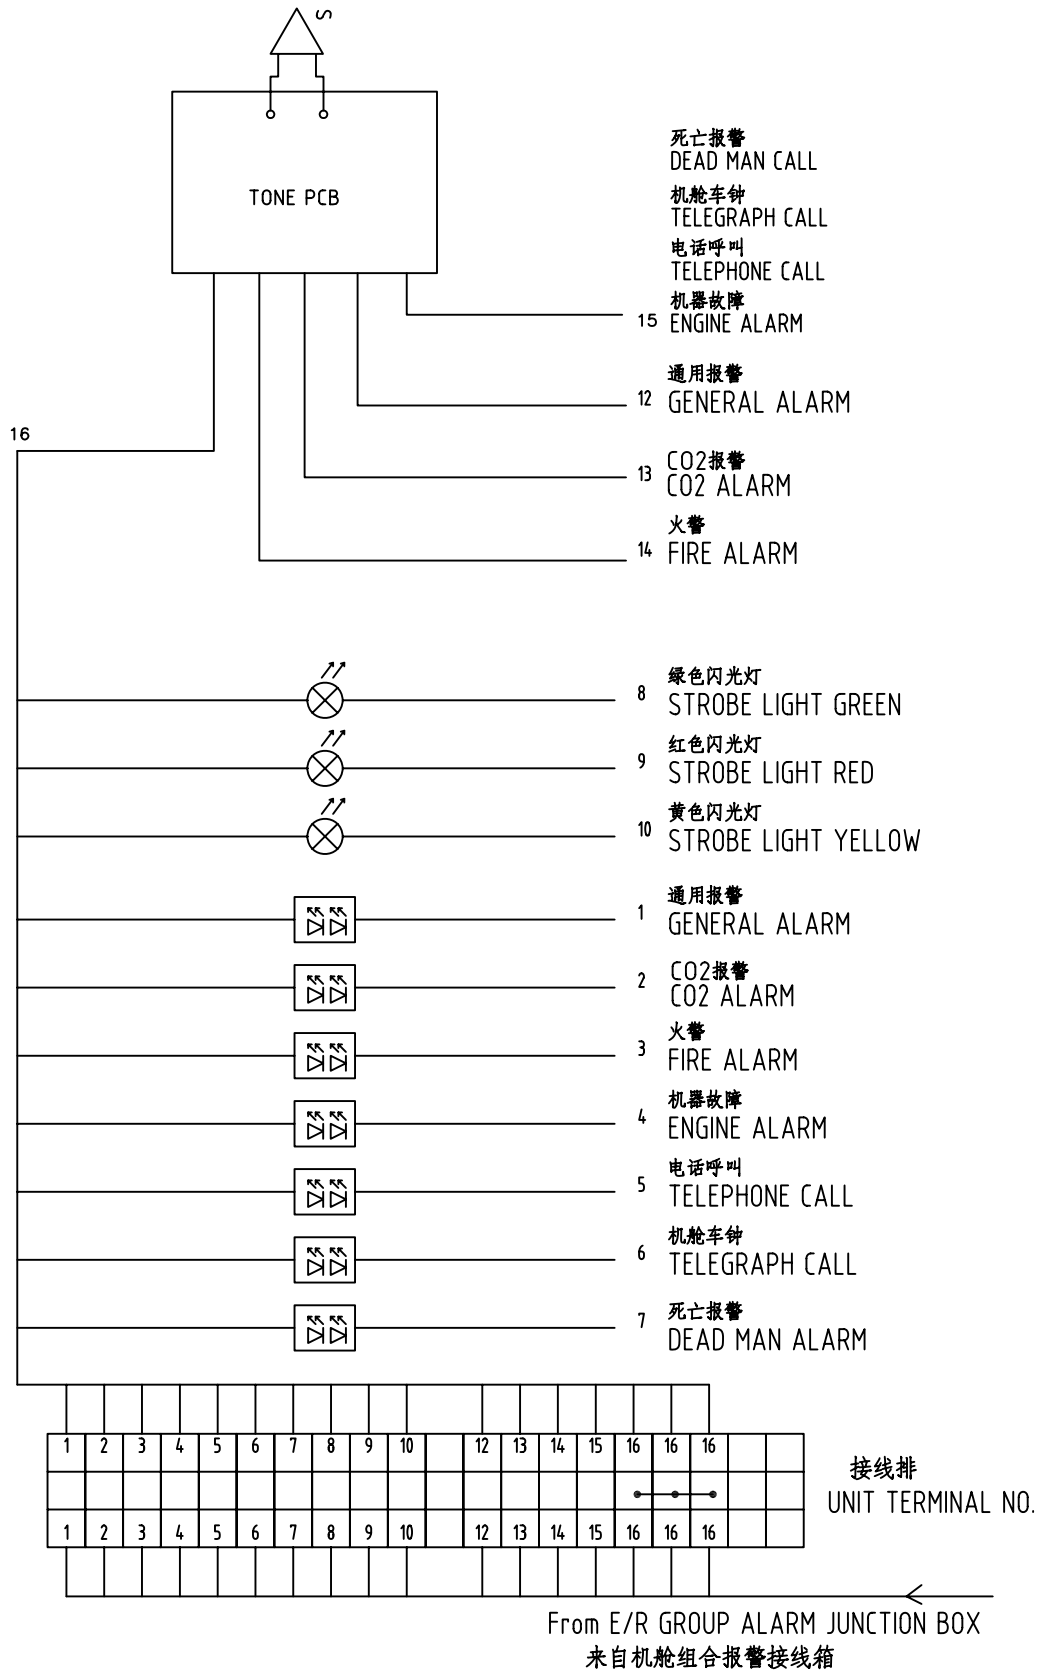 S
TONE PCB
死亡报警
DEAD MAN CALL
机舱车钟
TELEGRAPH CALL
电话呼叫
TELEPHONE CALL
机器故障
15 ENGINE ALARM
通用报警
12 GENERAL ALARM
16
CO2报警
13 CO2 ALARM
火警
14 FIRE ALARM
绿色闪光灯
8 STROBE LIGHT GREEN
红色闪光灯
9 STROBE LIGHT RED
黄色闪光灯
10 STROBE LIGHT YELLOW
通用报警
1 GENERAL ALARM
CO2报警
2 CO2 ALARM
火警
3 FIRE ALARM
机器故障
4 ENGINE ALARM
电话呼叫
5 TELEPHONE CALL
机舱车钟
6 TELEGRAPH CALL
死亡报警
7 DEAD MAN ALARM
1 2 3 4 5 6 7 8 9 10 12 13 14 15 16 16 16
接线排
UNIT TERMINAL NO.
1 2 3 4 5 6 7 8 9 10 12 13 14 15 16 16 16
From E/R GROUP ALARM JUNCTION BOX
来自机舱组合报警接线箱